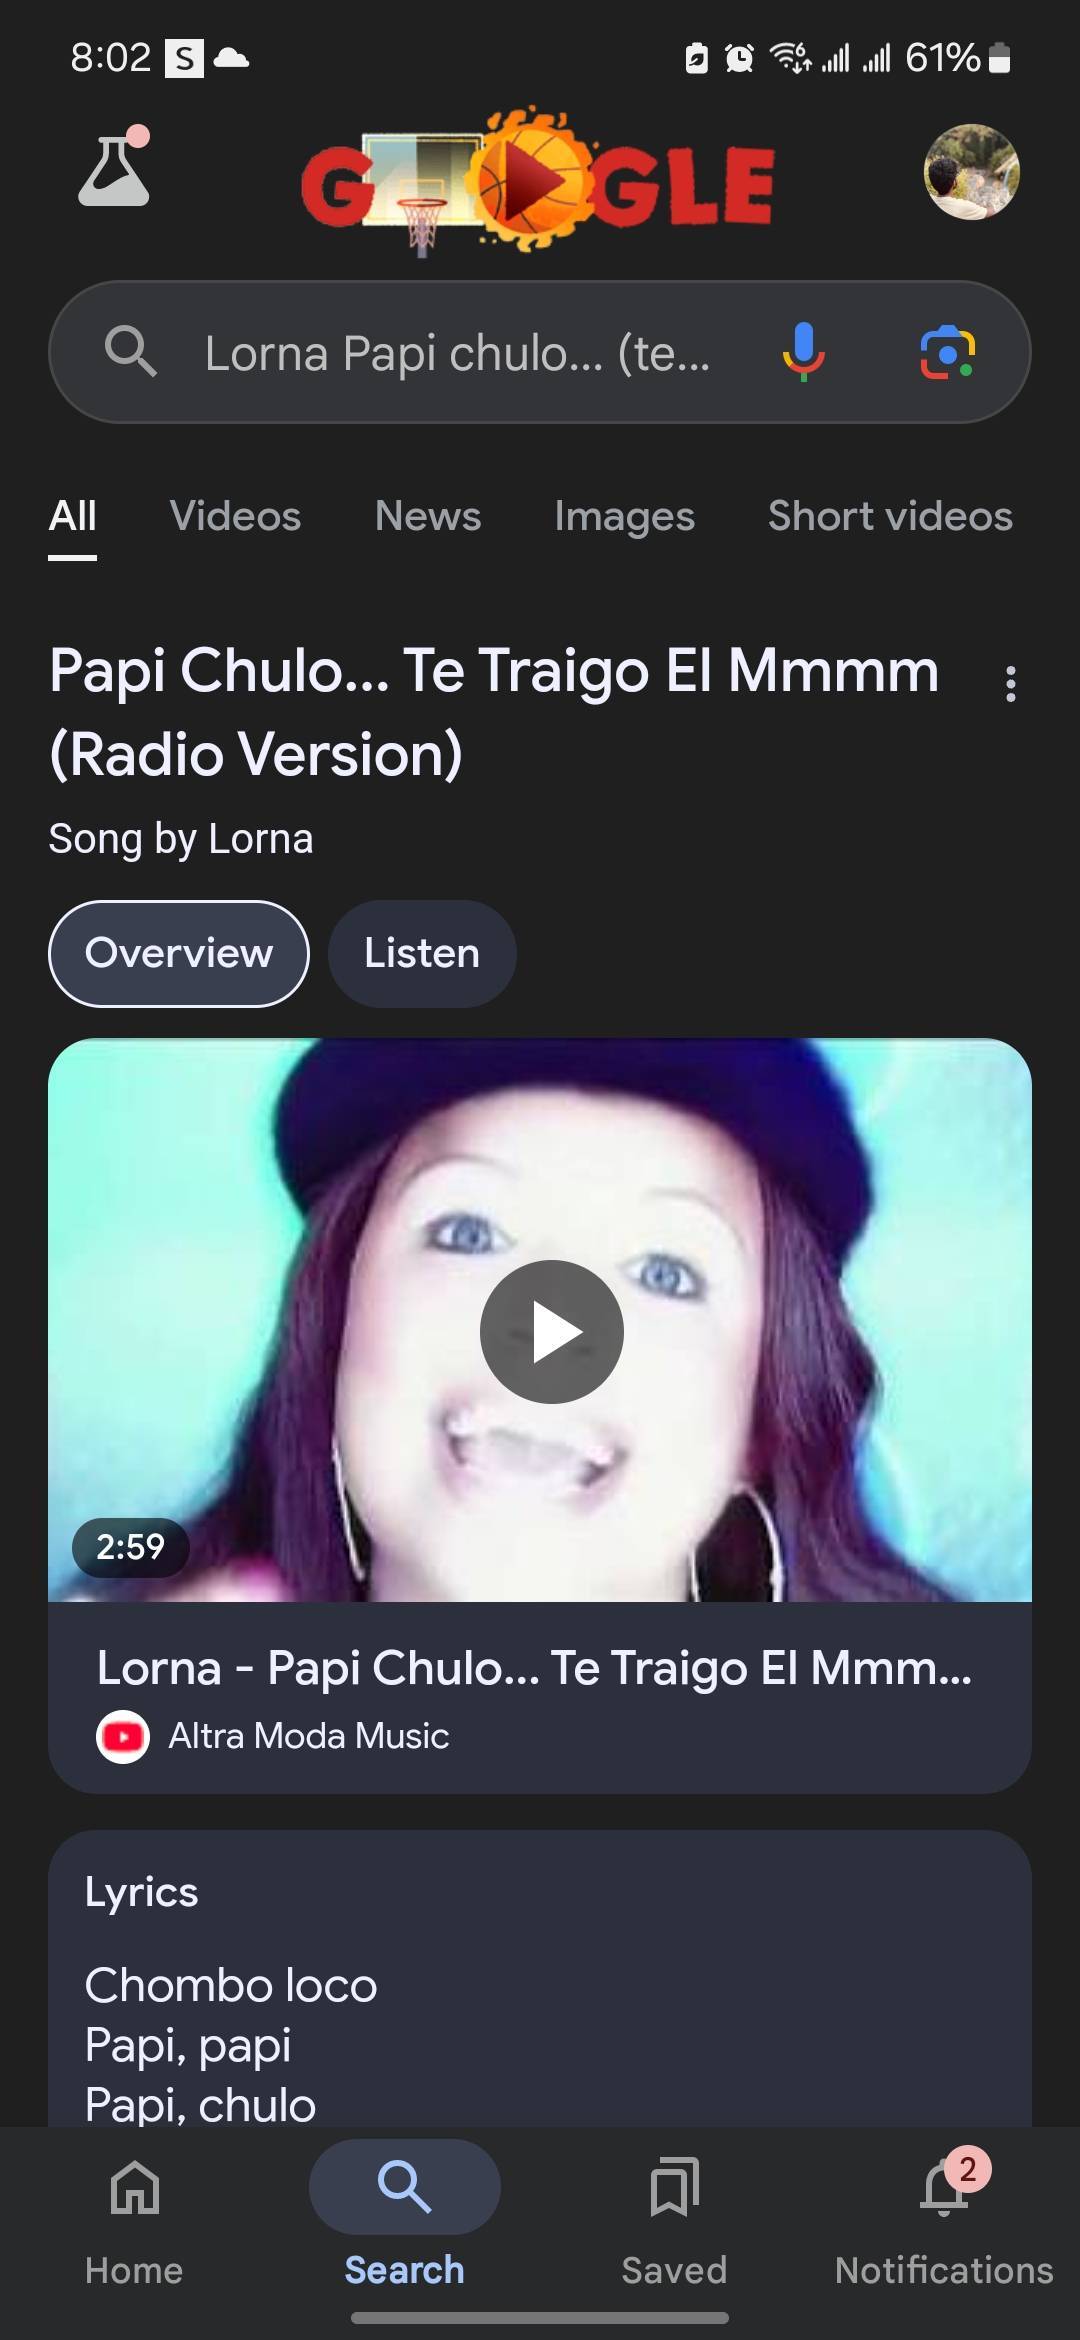 8:02 S 6 61%
GOOGLE
Lorna Papi chulo... (te...
All Videos News Images Short videos
Papi Chulo... Te Traigo El Mmmm
(Radio Version)
Song by Lorna
Overview Listen
2:59
Lorna - Papi Chulo... Te Traigo El Mmm...
Altra Moda Music
Lyrics
Chombo loco
Papi, papi
Papi, chulo
2
Home Search Saved Notifications